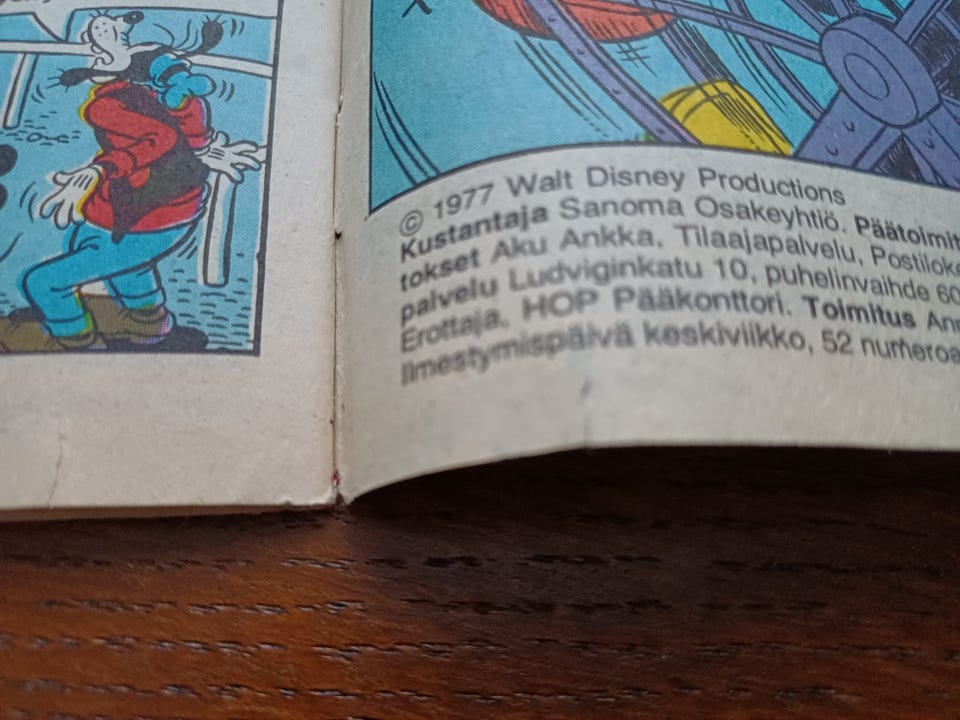 © 1977 Walt Disney Productions
Kustantaja Sanoma Osakeyhtiö. Päätoimit
tokset Aku Ankka, Tilaajapalvelu, Postiloke
palvelu Ludviginkatu 10, puhelinvaihde 60
Erottaja. HOP Pääkonttori. Toimitus An
Ilmestymispäivä keskiviikko, 52 numeroa